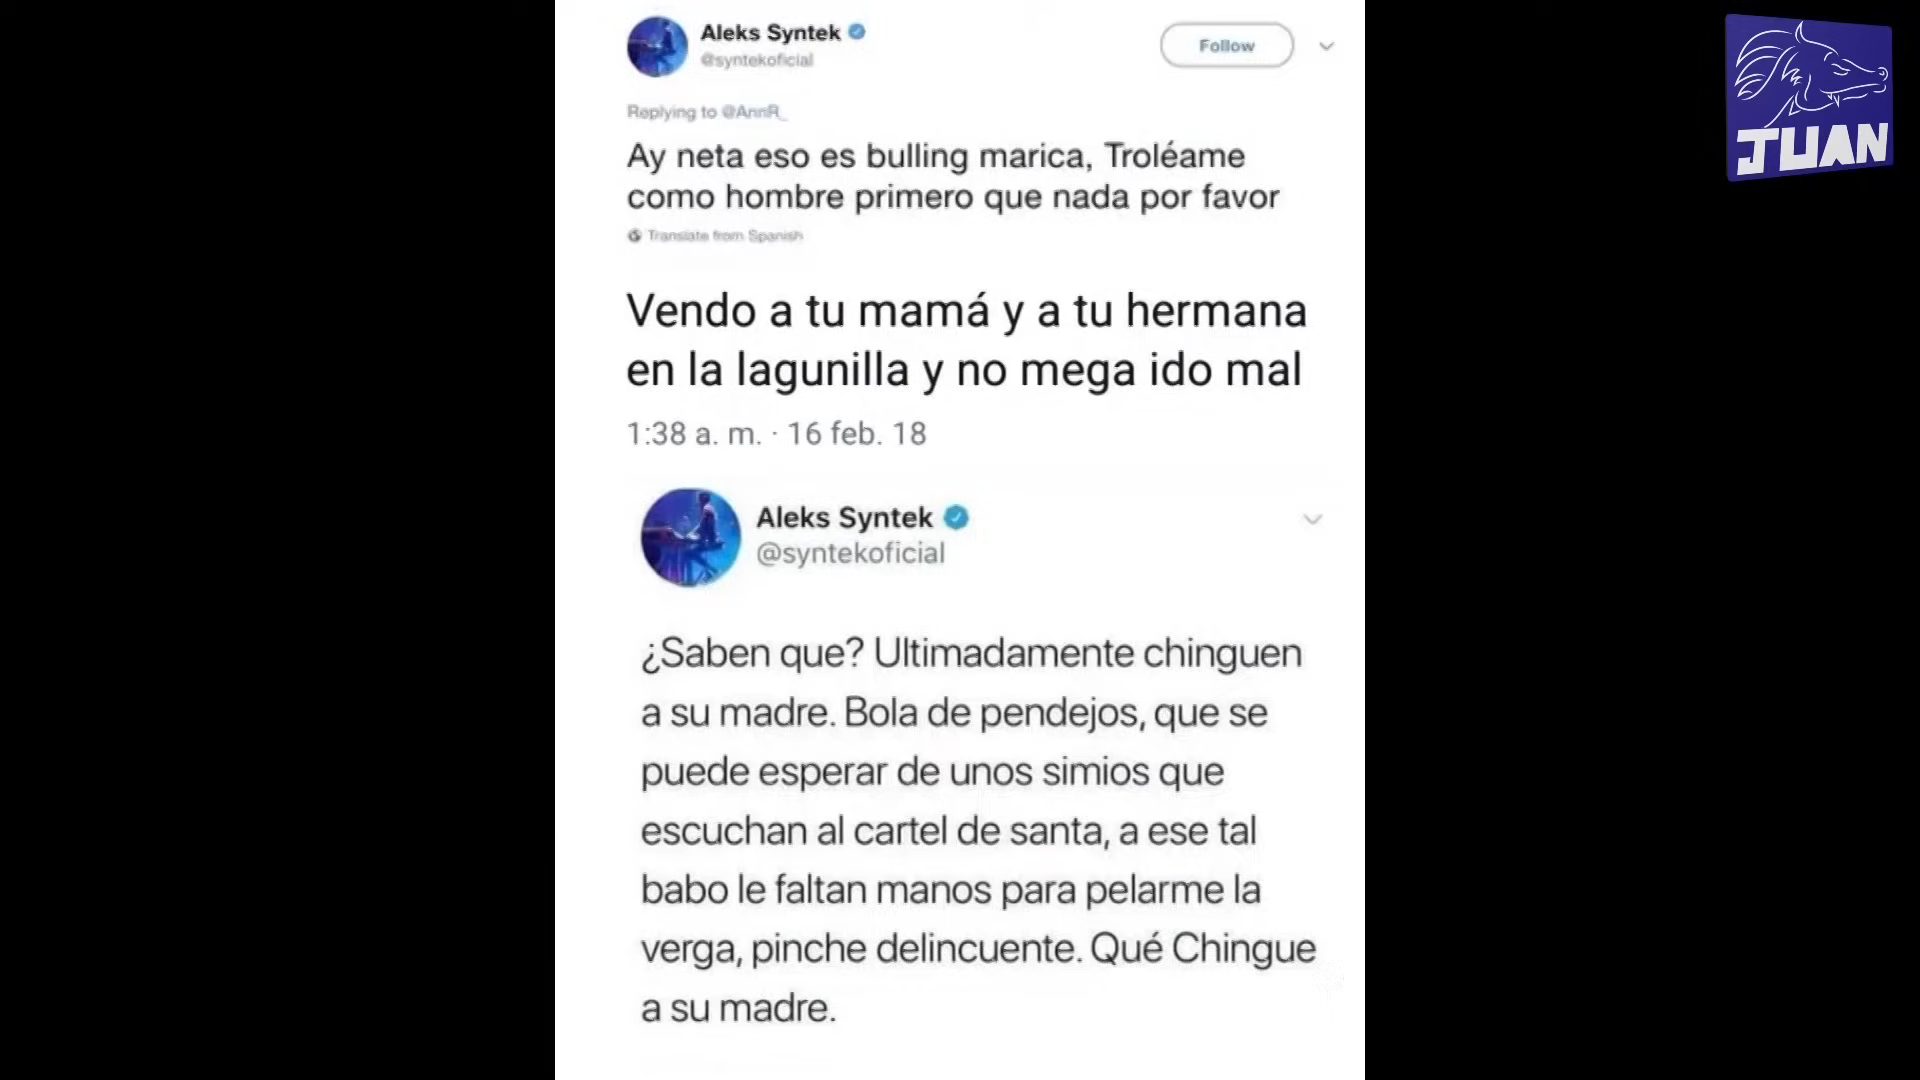 Aleks Syntek
@syntekoficial
Follow
Replying to @AnnR_
Ay neta eso es bulling marica, Troléame
como hombre primero que nada por favor
Translate from Spanish
Vendo a tu mamá y a tu hermana
en la lagunilla y no mega ido mal
1:38 a. m. · 16 feb. 18
Aleks Syntek
@syntekoficial
¿Saben que? Ultimadamente chinguen
a su madre. Bola de pendejos, que se
puede esperar de unos simios que
escuchan al cartel de santa, a ese tal
babo le faltan manos para pelarme la
verga, pinche delincuente. Qué Chingue
a su madre.
JUAN